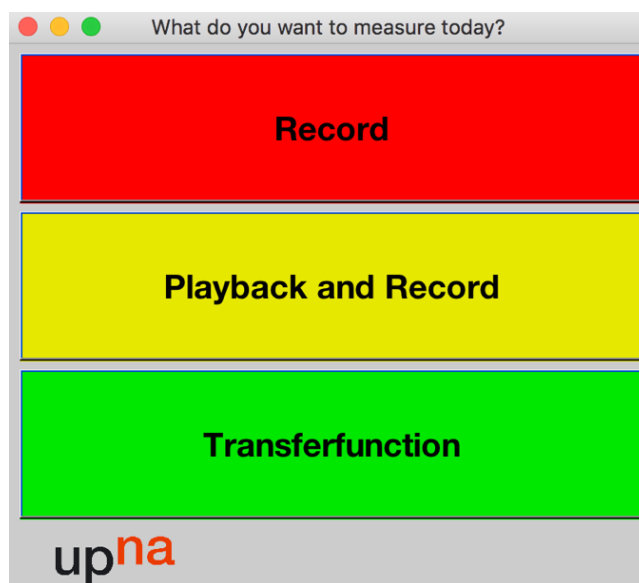 What do you want to measure today?
Record
Playback and Record
Transferfunction
upna